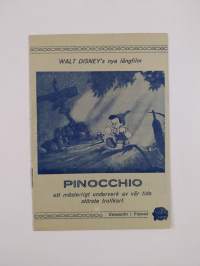 WALT DISNEY's nya långfilm
PINOCCHIO
ett mästerligt underverk av vår tids
största trollkarl